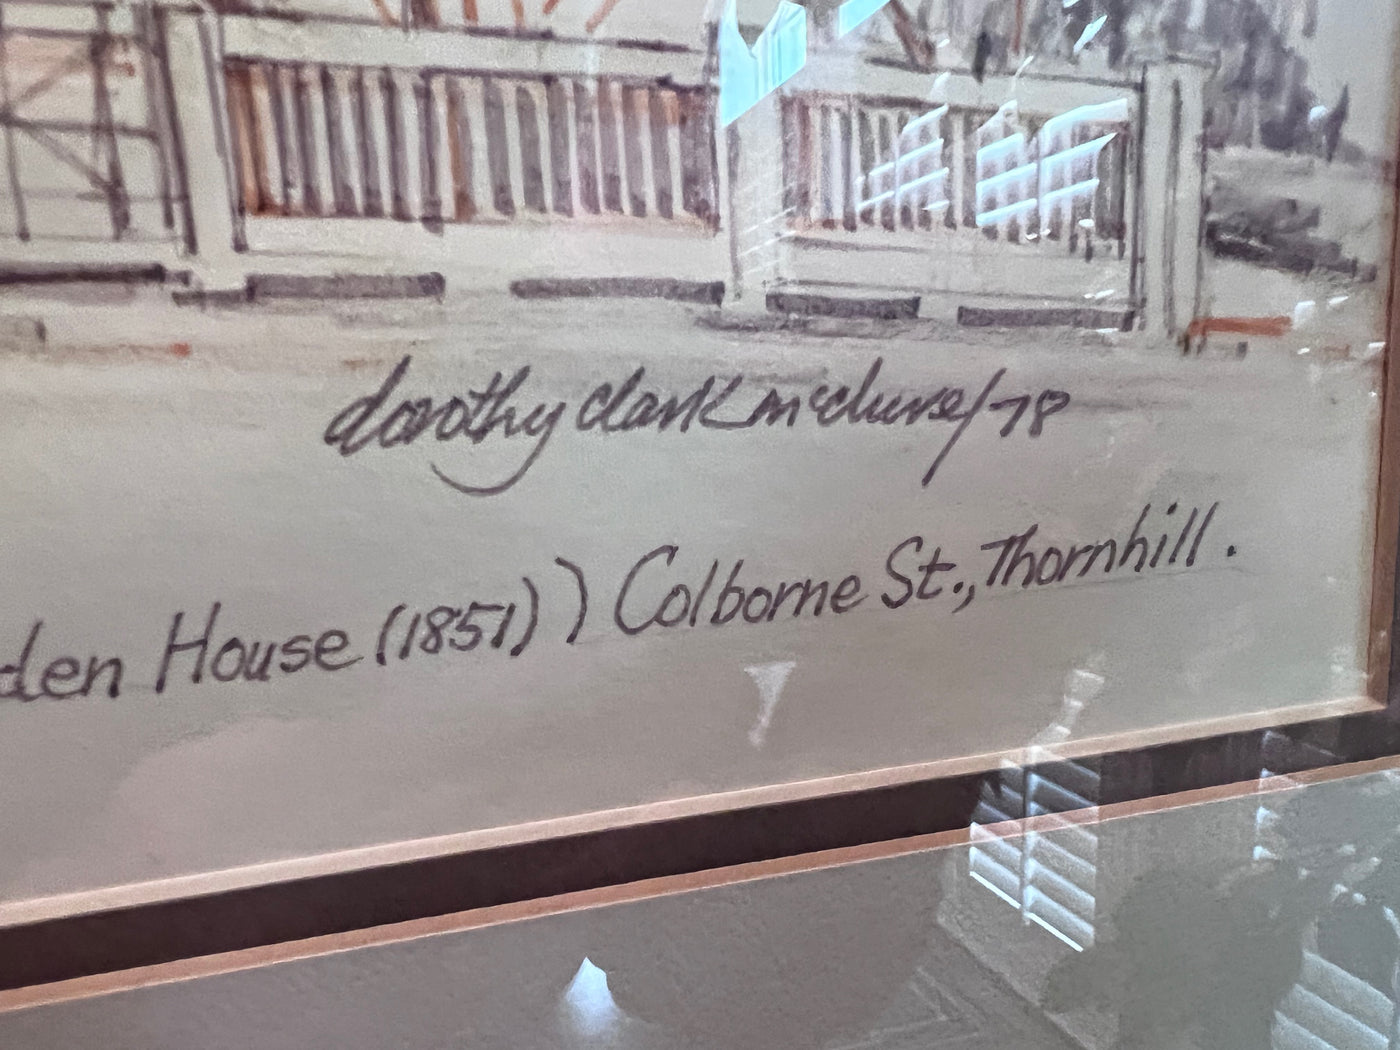 dorothy clark mcclure/78
den House (1851)) Colborne St., Thornhill.